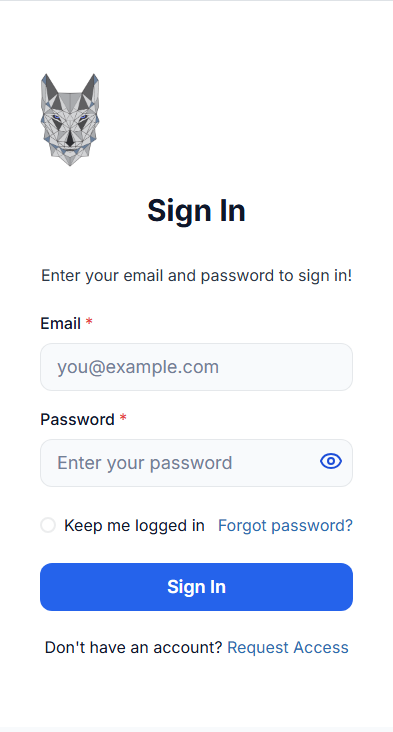 Sign In
Enter your email and password to sign in!
Email *
you@example.com
Password *
Enter your password
Keep me logged in Forgot password?
Sign In
Don't have an account? Request Access